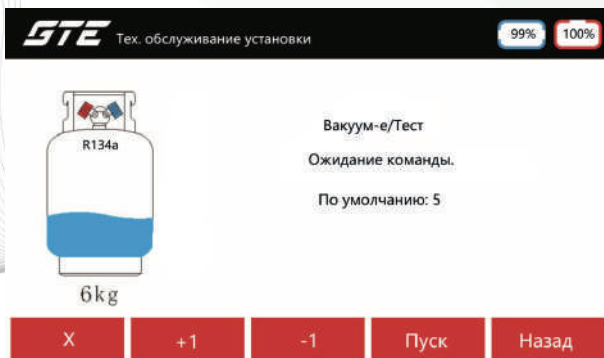 GTE Тех. обслуживание установки 99% 100%
R134a
Вакуум-е/Тест
Ожидание команды.
По умолчанию: 5
6kg
X +1 -1 Пуск Назад